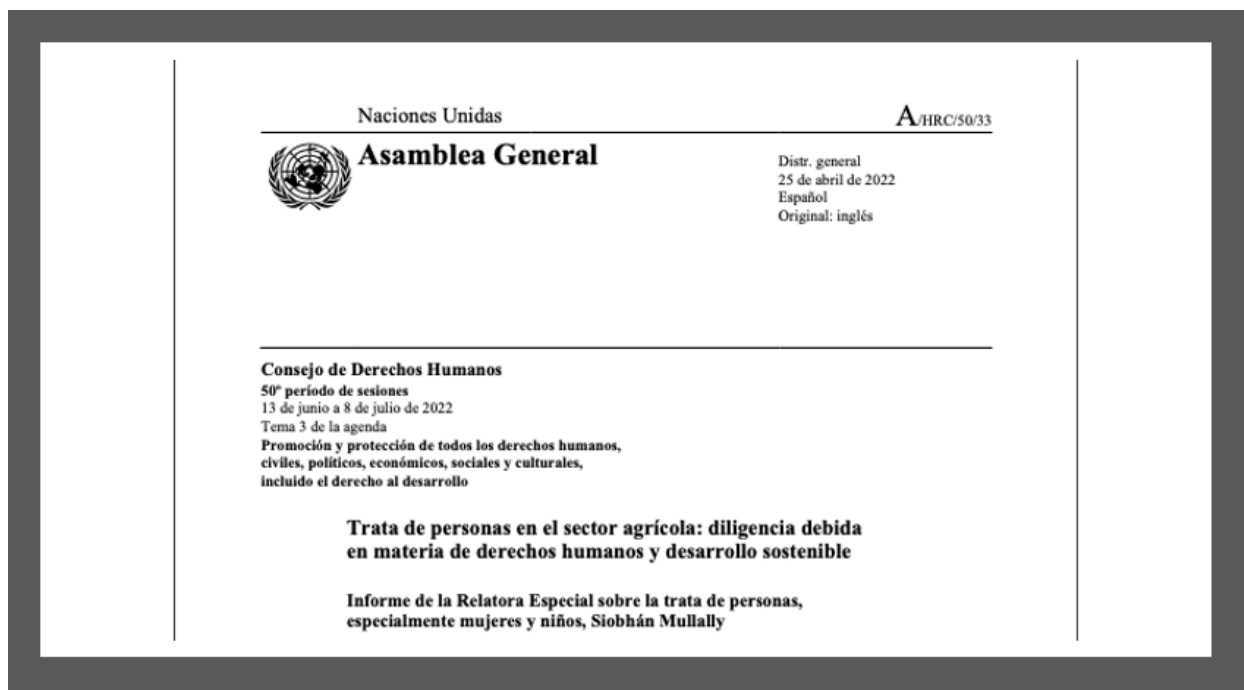 Naciones Unidas
A/HRC/50/33
Asamblea General
Distr. general
25 de abril de 2022
Español
Original: inglés
Consejo de Derechos Humanos
50º período de sesiones
13 de junio a 8 de julio de 2022
Tema 3 de la agenda
Promoción y protección de todos los derechos humanos,
civiles, políticos, económicos, sociales y culturales,
incluido el derecho al desarrollo
Trata de personas en el sector agrícola: diligencia debida
en materia de derechos humanos y desarrollo sostenible
Informe de la Relatora Especial sobre la trata de personas,
especialmente mujeres y niños, Siobhán Mullally